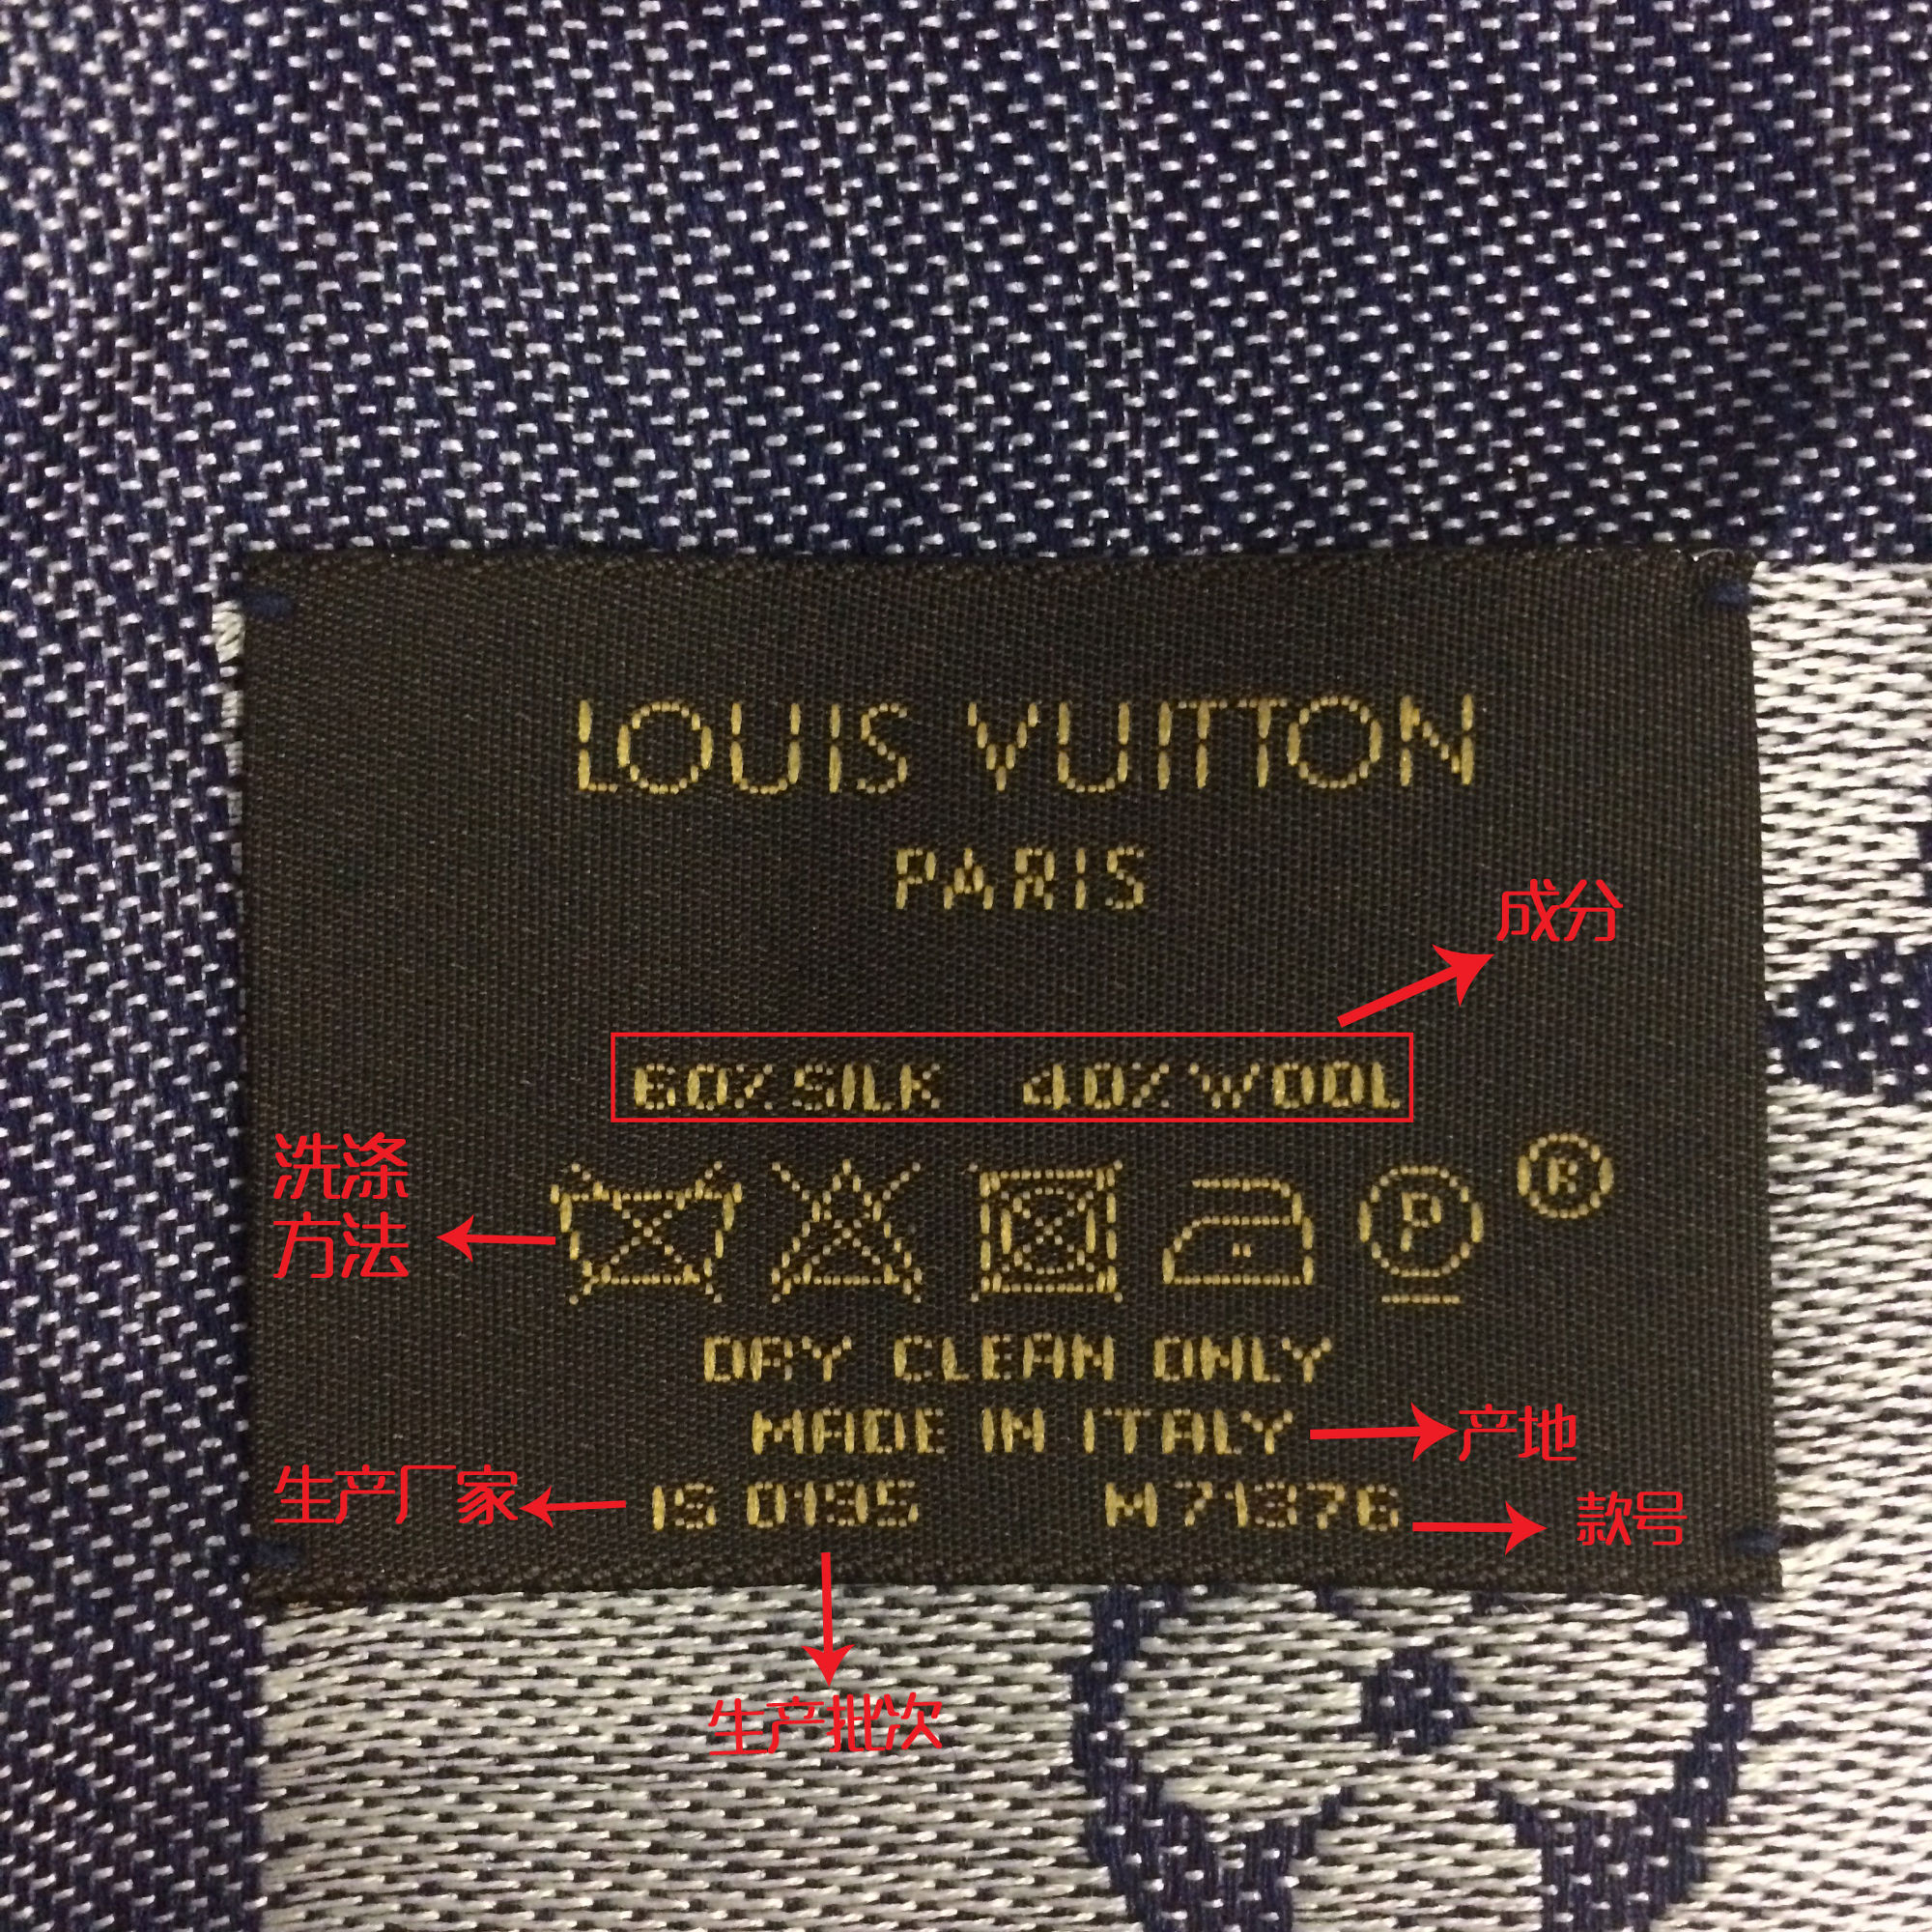 LOUIS VUITTON
PARIS
成分
60% SILK 40% WOOL
洗涤
方法
P ®
DRY CLEAN ONLY
MADE IN ITALY
产地
生产厂家
IS 0195 M71376
款号
生产批次